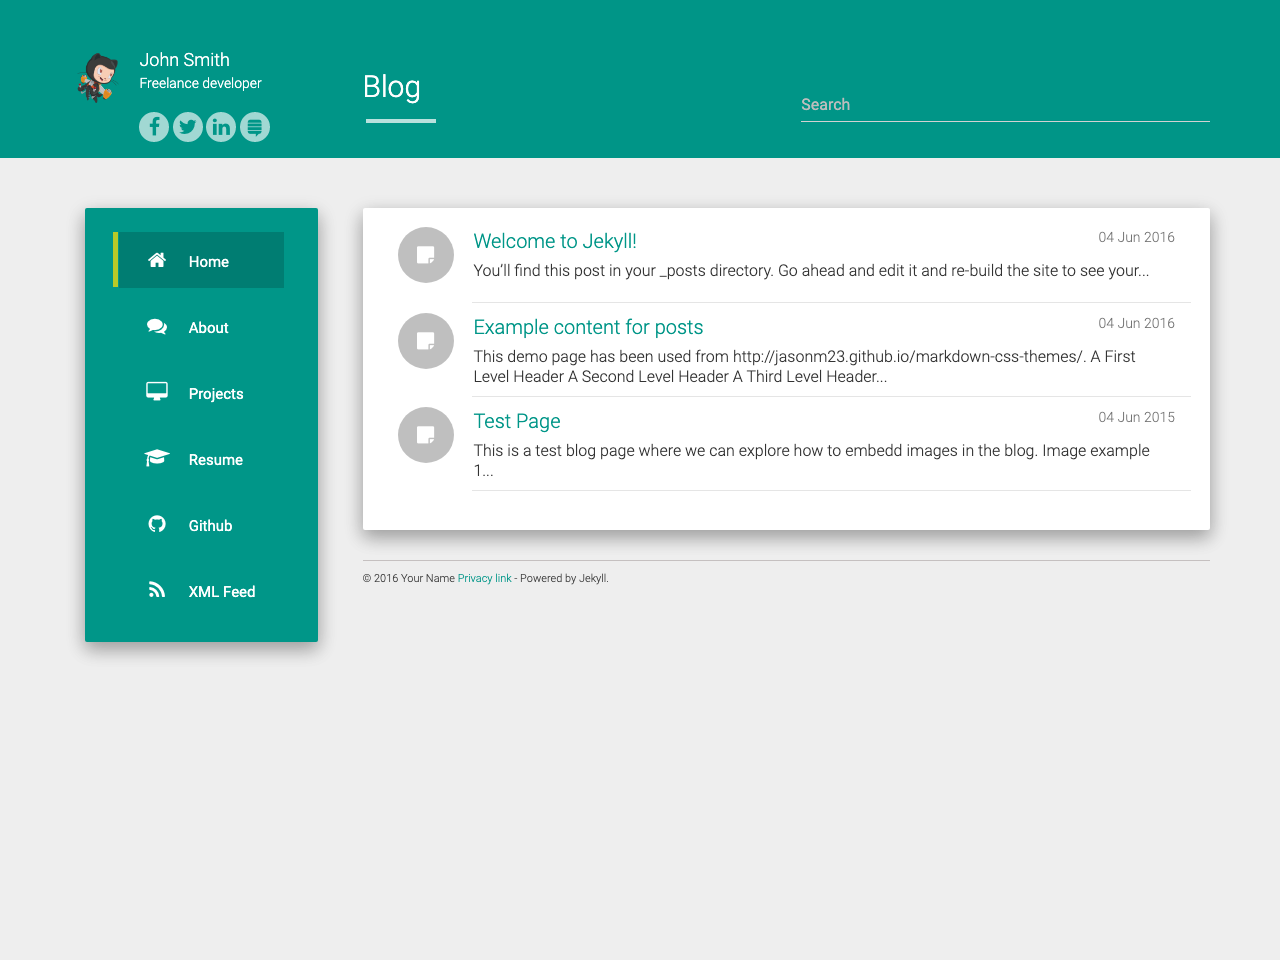 John Smith
Freelance developer
Blog
Search
Home
About
Projects
Resume
Github
XML Feed
Welcome to Jekyll!
04 Jun 2016
You’ll find this post in your _posts directory. Go ahead and edit it and re-build the site to see your...
Example content for posts
04 Jun 2016
This demo page has been used from http://jasonm23.github.io/markdown-css-themes/. A First
Level Header A Second Level Header A Third Level Header...
Test Page
04 Jun 2015
This is a test blog page where we can explore how to embedd images in the blog. Image example
1...
© 2016 Your Name Privacy link - Powered by Jekyll.